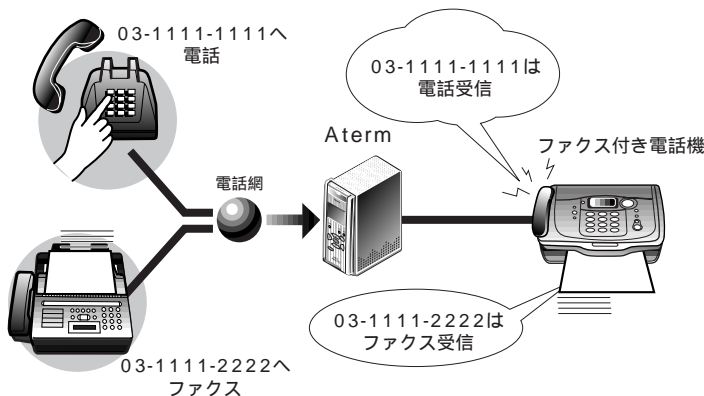 03-1111-1111へ
電話
03-1111-1111は
電話受信
Aterm
ファクス付き電話機
電話網
03-1111-2222は
ファクス受信
03-1111-2222へ
ファクス